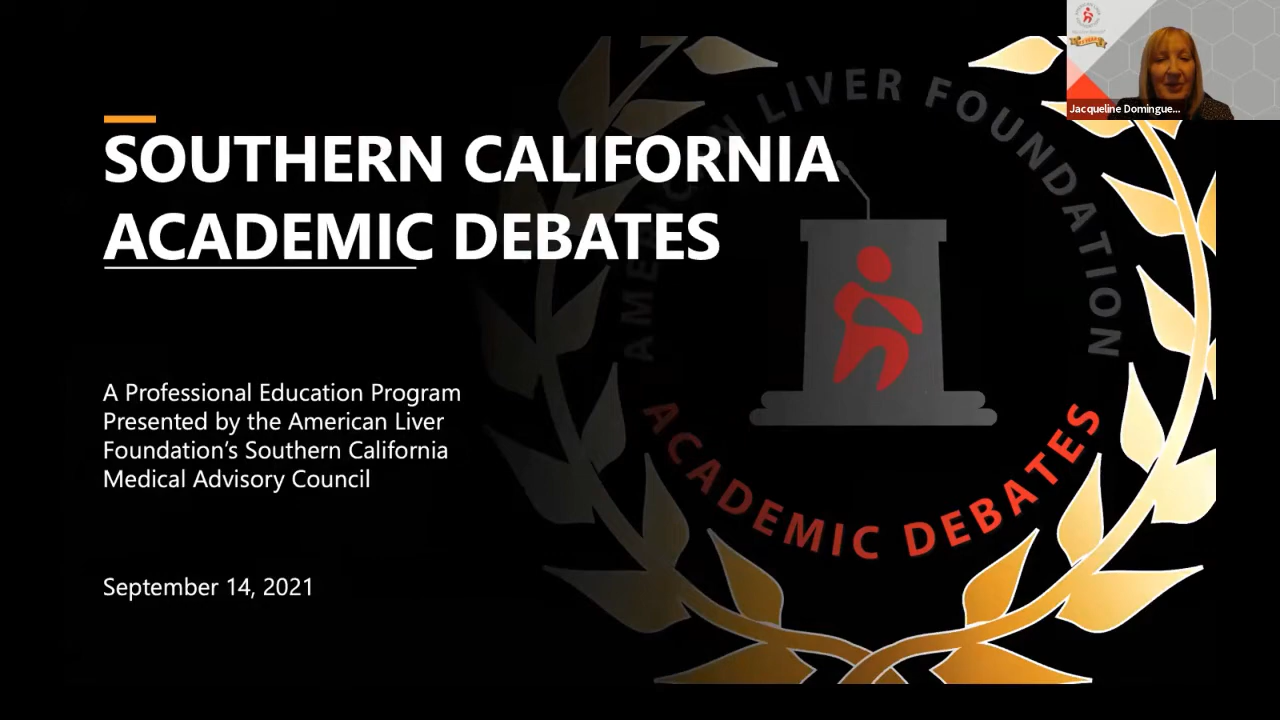 SOUTHERN CALIFORNIA
ACADEMIC DEBATES
A Professional Education Program
Presented by the American Liver
Foundation's Southern California
Medical Advisory Council
September 14, 2021
AMERICAN LIVER FOUNDATION
ACADEMIC DEBATES
Jacqueline Domingue...